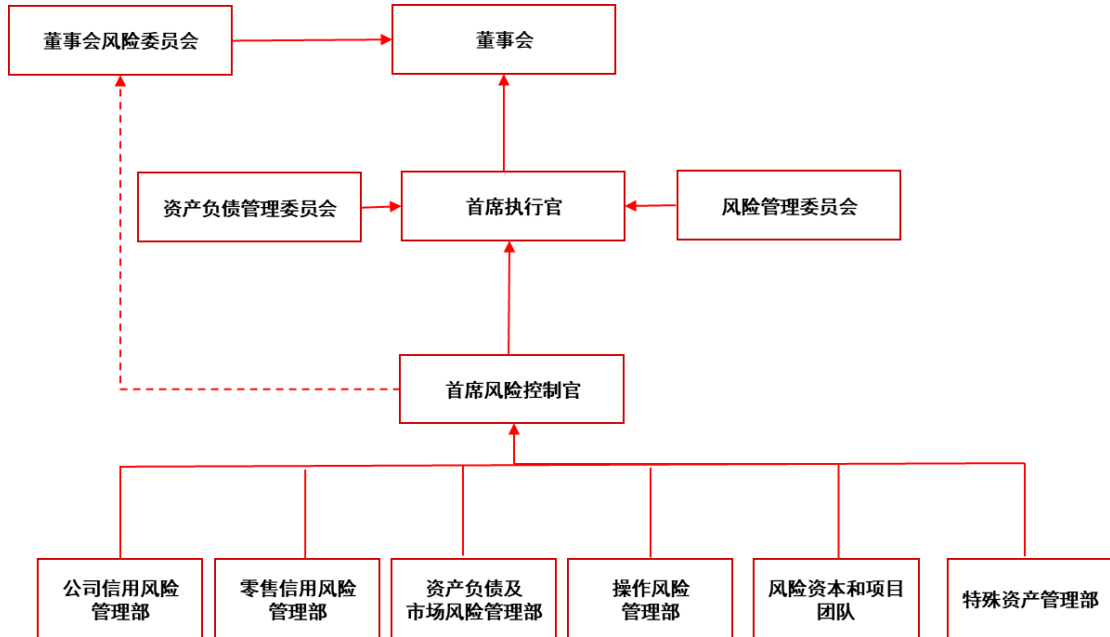 董事会风险委员会
董事会
资产负债管理委员会
首席执行官
风险管理委员会
首席风险控制官
公司信用风险
管理部
零售信用风险
管理部
资产负债及
市场风险管理部
操作风险
管理部
风险资本和项目
团队
特殊资产管理部